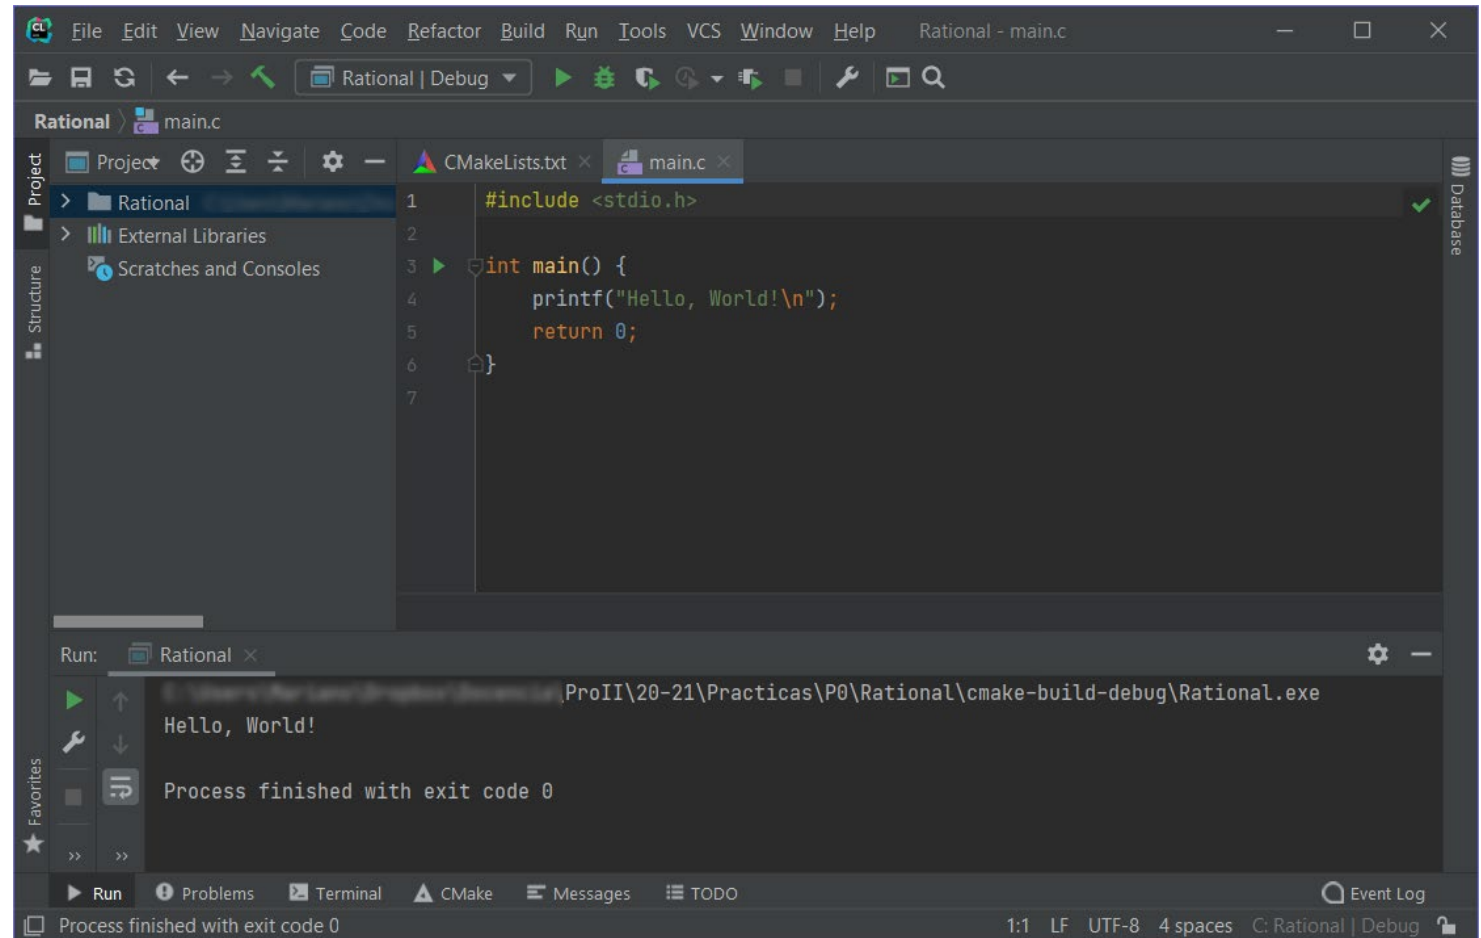 CL File Edit View Navigate Code Refactor Build Run Tools VCS Window Help Rational - main.c
Rational | Debug
Rational main.c
Project
Project CMakeLists.txt main.c
Rational
External Libraries
Scratches and Consoles
1 #include <stdio.h>
2
3 int main() {
4 printf("Hello, World!\n");
5 return 0;
6 }
7
Database
Structure
Run: Rational
\ProII\20-21\Practicas\P0\Rational\cmake-build-debug\Rational.exe
Hello, World!
Process finished with exit code 0
Favorites
Run Problems Terminal CMake Messages TODO Event Log
Process finished with exit code 0 1:1 LF UTF-8 4 spaces C: Rational | Debug